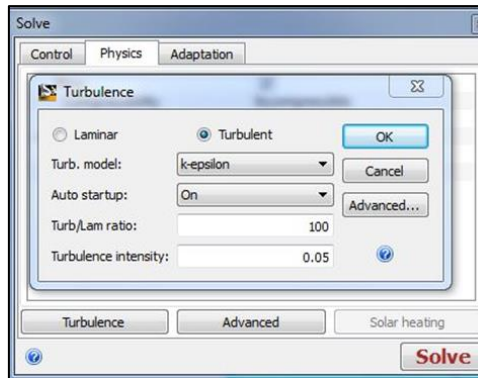 Solve
Control Physics Adaptation
Turbulence
Laminar Turbulent OK
Turb. model: k-epsilon Cancel
Auto startup: On Advanced...
Turb/Lam ratio: 100
Turbulence intensity: 0.05
Turbulence Advanced Solar heating
Solve